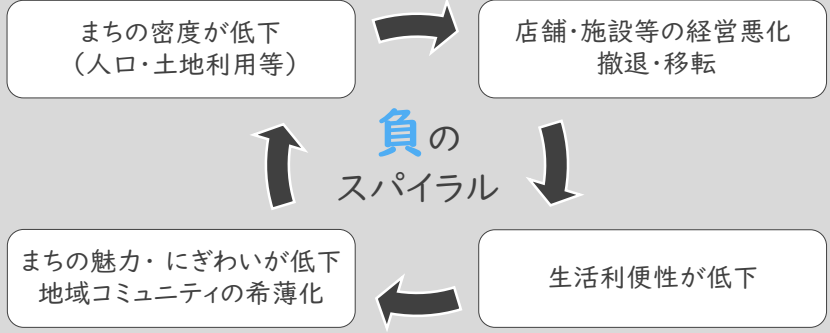 まちの密度が低下
(人口・土地利用等)
店舗・施設等の経営悪化
撤退・移転
負の
スパイラル
まちの魅力・にぎわいが低下
地域コミュニティの希薄化
生活利便性が低下